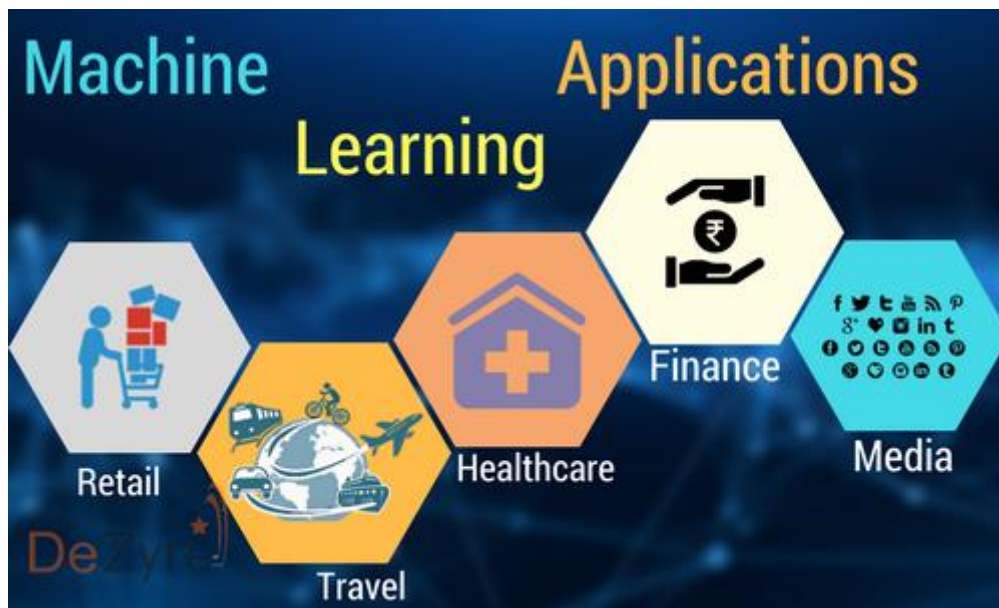 Machine
Learning
Applications
Retail
Travel
Healthcare
Finance
Media
₹
DeZyre